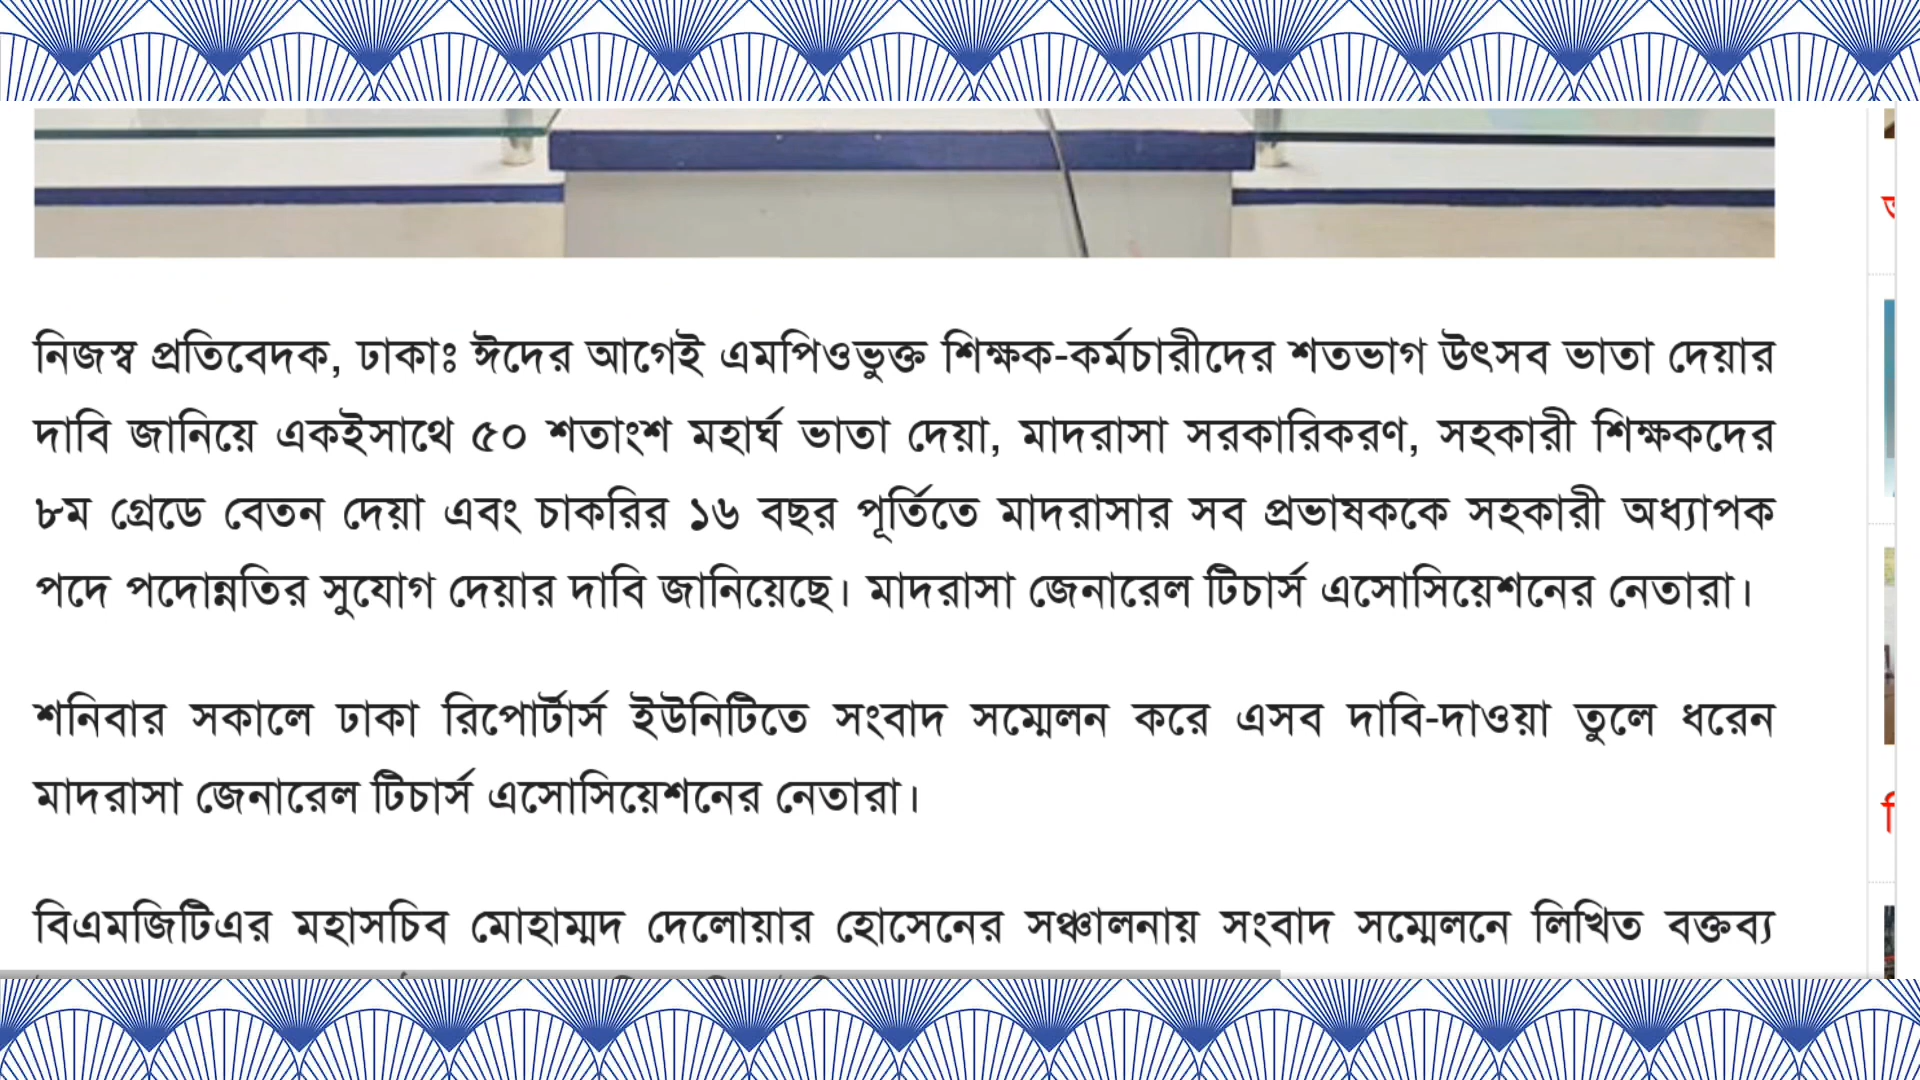 নিজস্ব প্রতিবেদক, ঢাকাঃ ঈদের আগেই এমপিওভুক্ত শিক্ষক-কর্মচারীদের শতভাগ উৎসব ভাতা দেয়ার
দাবি জানিয়ে একইসাথে ৫০ শতাংশ মহার্ঘ ভাতা দেয়া, মাদরাসা সরকারিকরণ, সহকারী শিক্ষকদের
৮ম গ্রেডে বেতন দেয়া এবং চাকরির ১৬ বছর পূর্তিতে মাদরাসার সব প্রভাষককে সহকারী অধ্যাপক
পদে পদোন্নতির সুযোগ দেয়ার দাবি জানিয়েছে। মাদরাসা জেনারেল টিচার্স এসোসিয়েশনের নেতারা।
শনিবার সকালে ঢাকা রিপোর্টার্স ইউনিটিতে সংবাদ সম্মেলন করে এসব দাবি-দাওয়া তুলে ধরেন
মাদরাসা জেনারেল টিচার্স এসোসিয়েশনের নেতারা।
বিএমজিটিএর মহাসচিব মোহাম্মদ দেলোয়ার হোসেনের সঞ্চালনায় সংবাদ সম্মেলনে লিখিত বক্তব্য